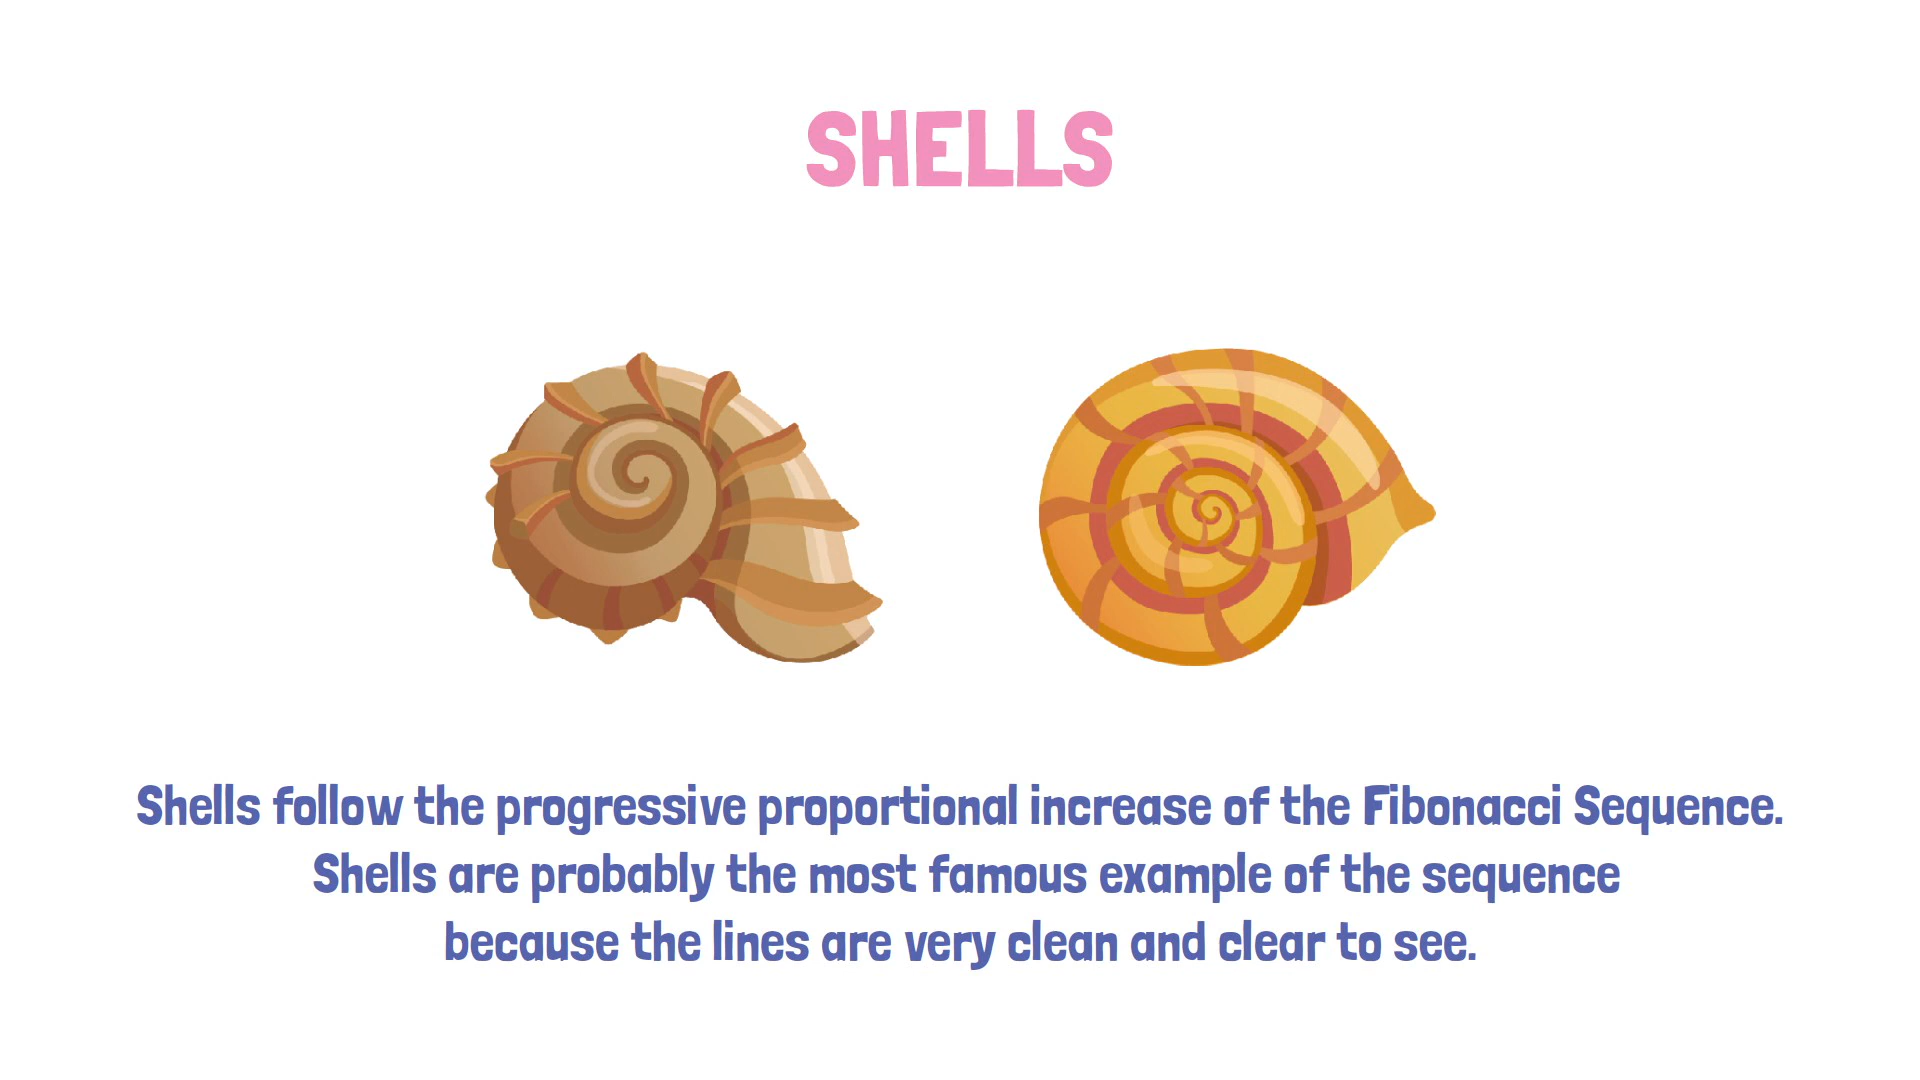 SHELLS
Shells follow the progressive proportional increase of the Fibonacci Sequence.
Shells are probably the most famous example of the sequence
because the lines are very clean and clear to see.